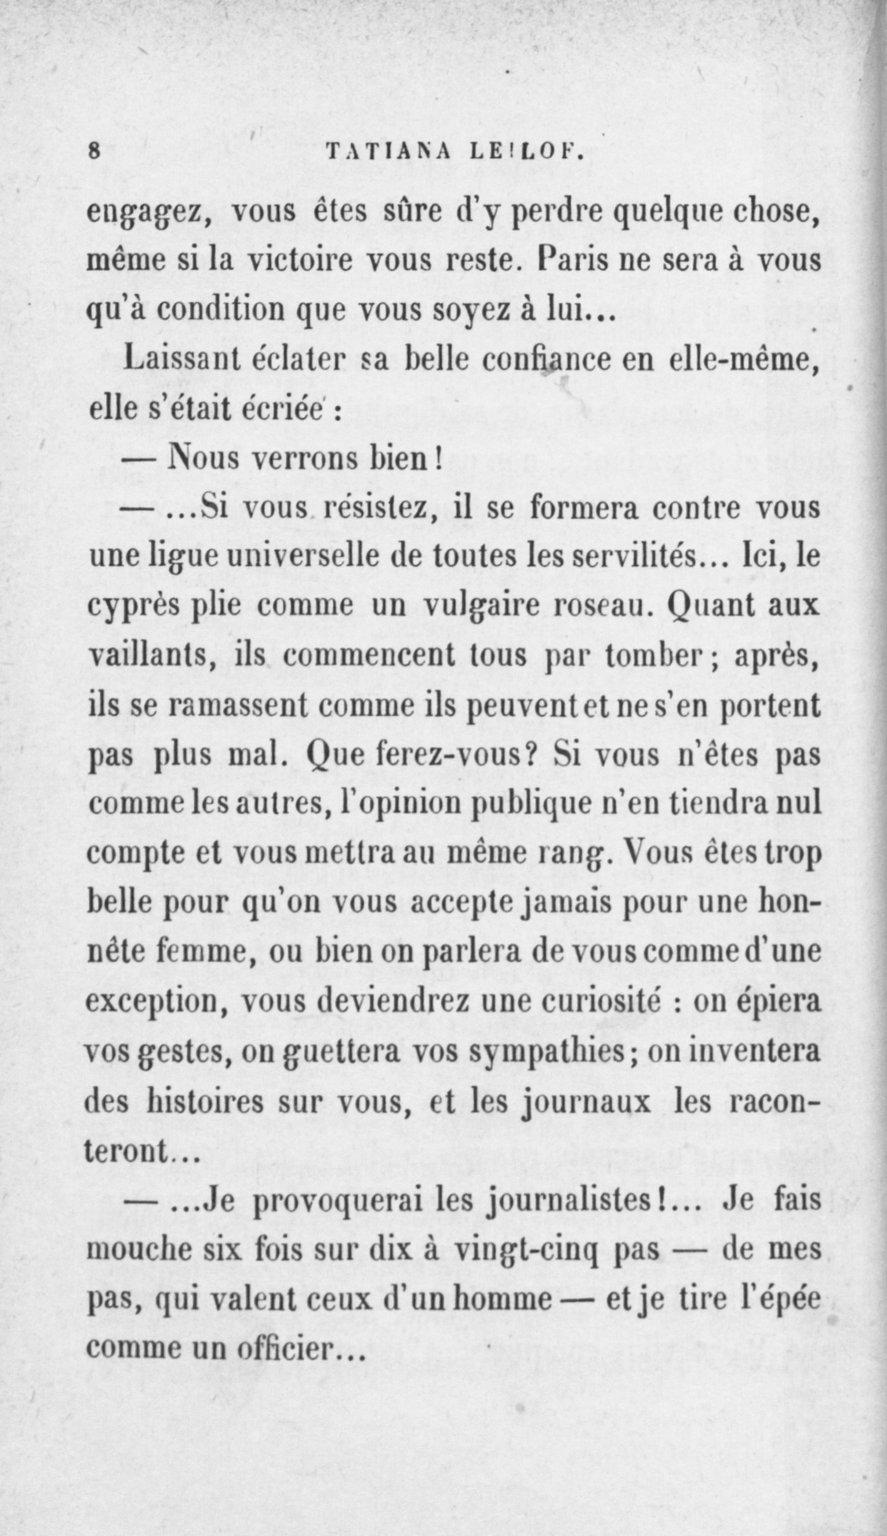 8 TATIANA LEILOF.
engagez, vous êtes sûre d'y perdre quelque chose,
même si la victoire vous reste. Paris ne sera à vous
qu'à condition que vous soyez à lui...
Laissant éclater sa belle confiance en elle-même,
elle s'était écriée :
— Nous verrons bien !
— ...Si vous résistez, il se formera contre vous
une ligue universelle de toutes les servilités... Ici, le
cyprès plie comme un vulgaire roseau. Quant aux
vaillants, ils commencent tous par tomber ; après,
ils se ramassent comme ils peuvent et ne s'en portent
pas plus mal. Que ferez-vous? Si vous n'êtes pas
comme les autres, l'opinion publique n'en tiendra nul
compte et vous mettra au même rang. Vous êtes trop
belle pour qu'on vous accepte jamais pour une hon-
nête femme, ou bien on parlera de vous comme d'une
exception, vous deviendrez une curiosité : on épiera
vos gestes, on guettera vos sympathies ; on inventera
des histoires sur vous, et les journaux les racon-
teront...
— ...Je provoquerai les journalistes !... Je fais
mouche six fois sur dix à vingt-cinq pas — de mes
pas, qui valent ceux d'un homme — et je tire l'épée
comme un officier...